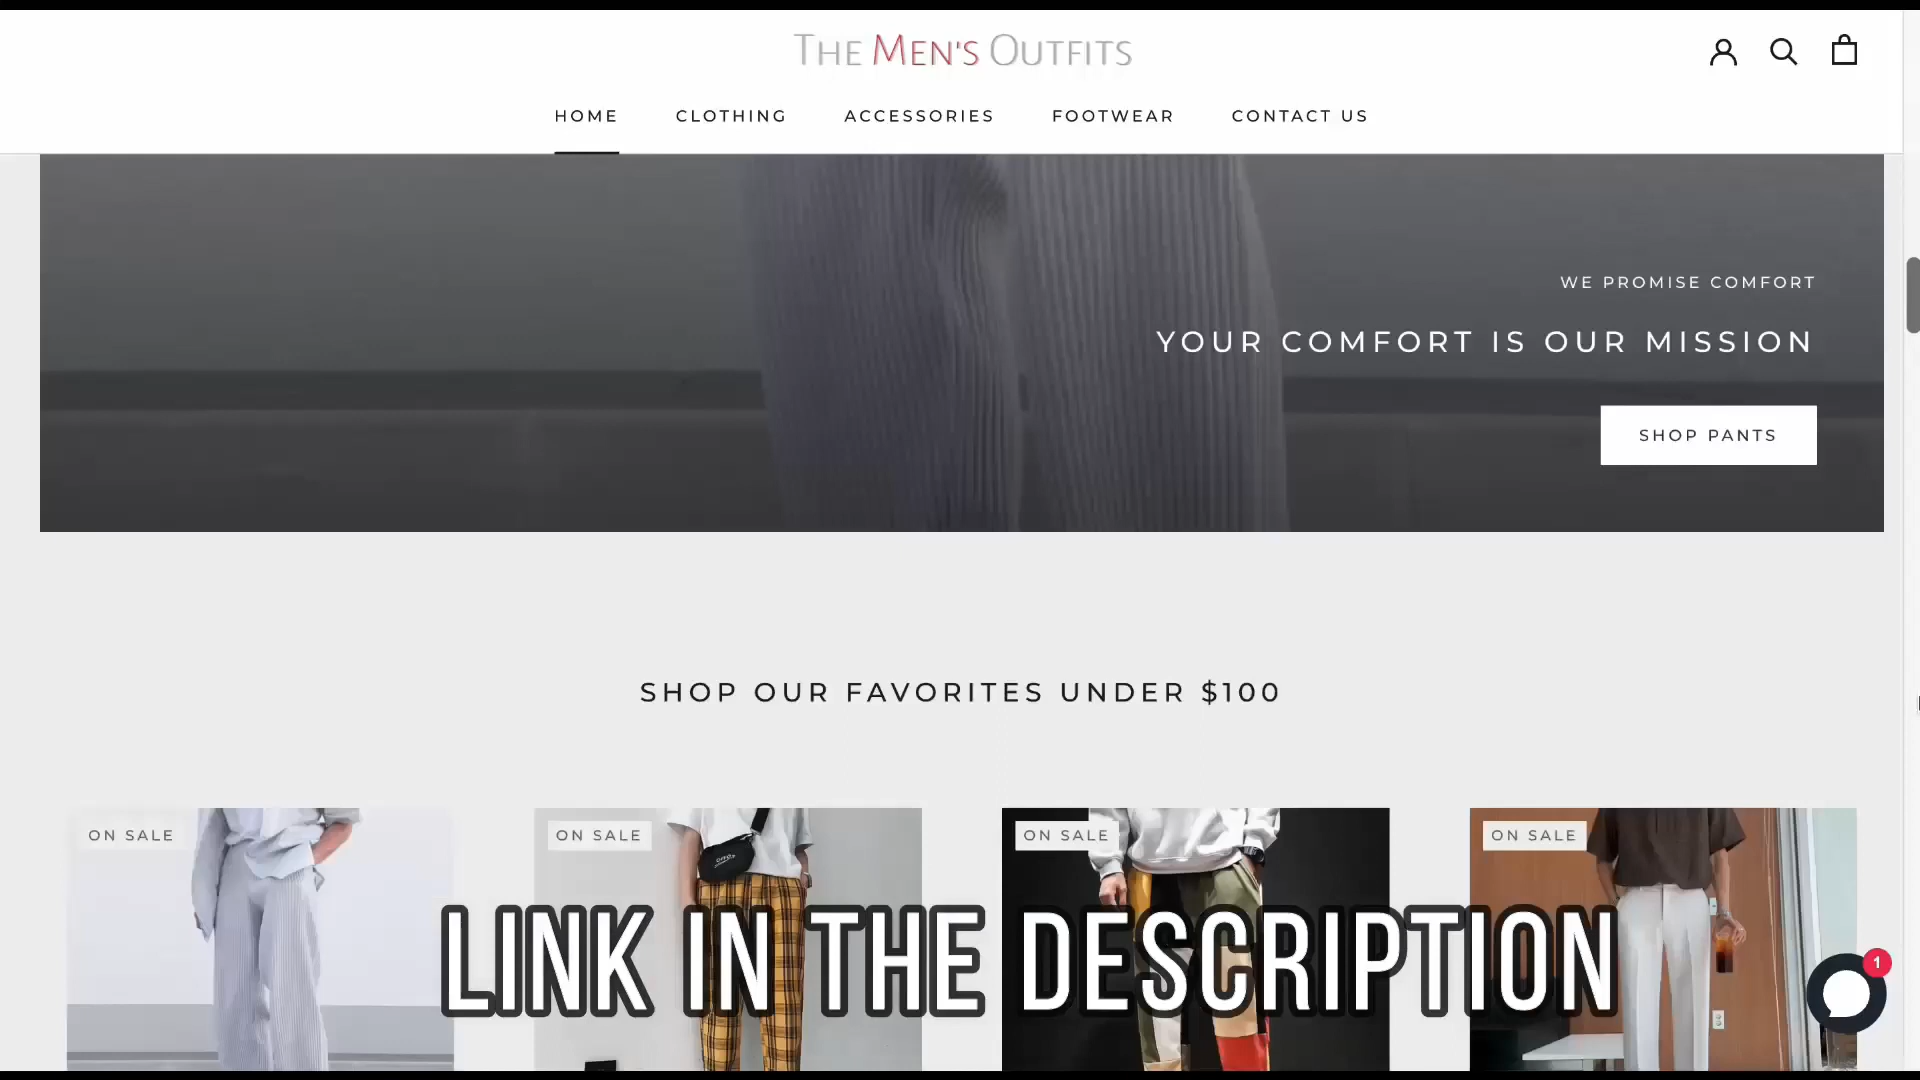 THE MEN'S OUTFITS
HOME CLOTHING ACCESSORIES FOOTWEAR CONTACT US
WE PROMISE COMFORT
YOUR COMFORT IS OUR MISSION
SHOP PANTS
SHOP OUR FAVORITES UNDER $100
ON SALE ON SALE ON SALE ON SALE
LINK IN THE DESCRIPTION
1